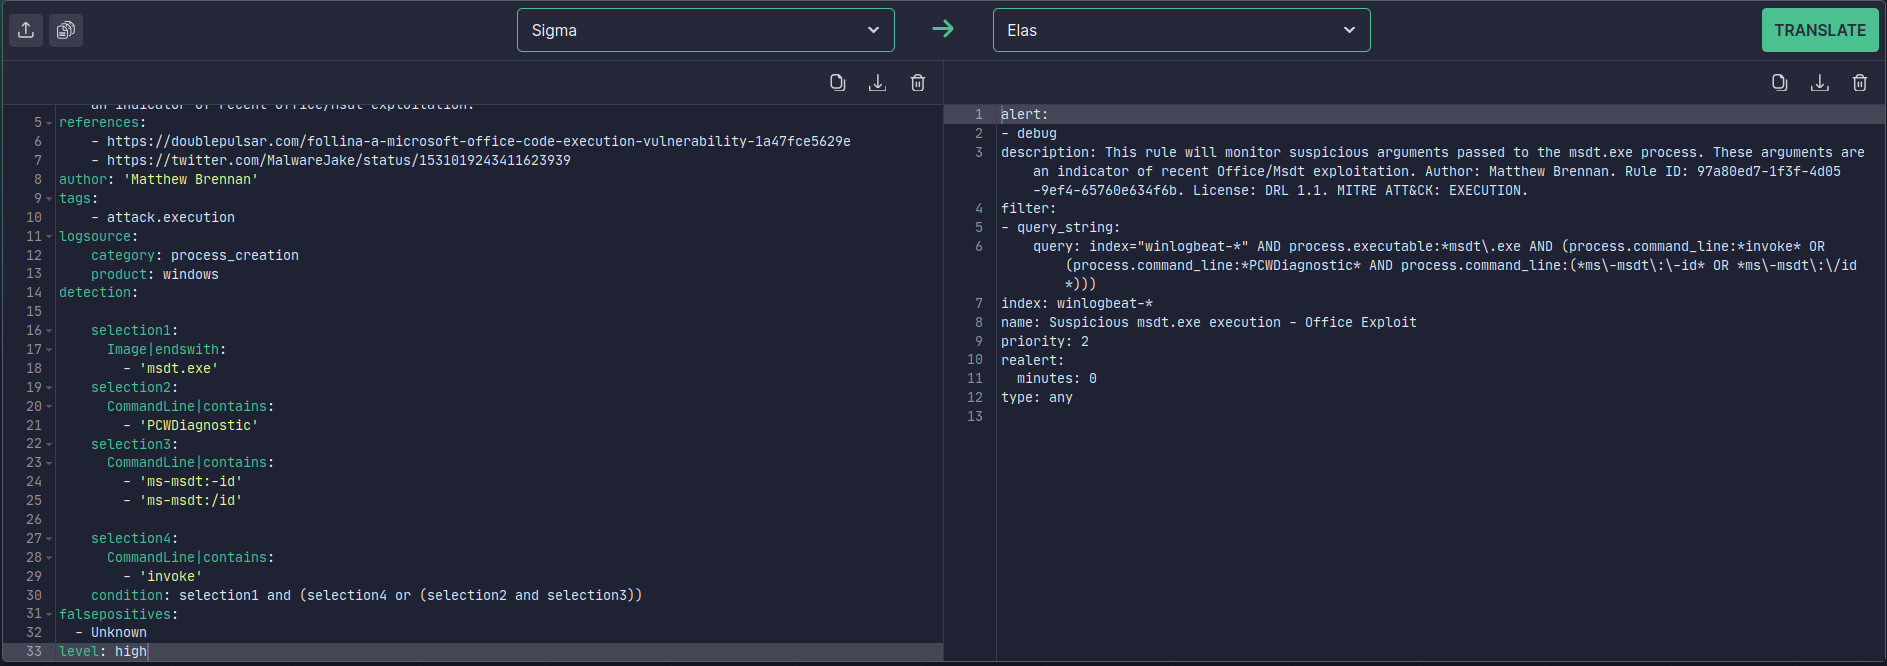 Sigma
Elas
TRANSLATE
an indicator of recent Office/Msdt exploitation.
5 references:
6 - https://doublepulsar.com/follina-a-microsoft-office-code-execution-vulnerability-1a47fce5629e
7 - https://twitter.com/MalwareJake/status/1531019243411623939
8 author: 'Matthew Brennan'
9 tags:
10 - attack.execution
11 logsource:
12 category: process_creation
13 product: windows
14 detection:
15
16 selection1:
17 Image|endswith:
18 - 'msdt.exe'
19 selection2:
20 CommandLine|contains:
21 - 'PCWDiagnostic'
22 selection3:
23 CommandLine|contains:
24 - 'ms-msdt:-id'
25 - 'ms-msdt:/id'
26
27 selection4:
28 CommandLine|contains:
29 - 'invoke'
30 condition: selection1 and (selection4 or (selection2 and selection3))
31 falsepositives:
32 - Unknown
33 level: high
1 alert:
2 - debug
3 description: This rule will monitor suspicious arguments passed to the msdt.exe process. These arguments are
an indicator of recent Office/Msdt exploitation. Author: Matthew Brennan. Rule ID: 97a80ed7-1f3f-4d05
-9ef4-65760e634f6b. License: DRL 1.1. MITRE ATT&CK: EXECUTION.
4 filter:
5 - query_string:
6 query: index="winlogbeat-*" AND process.executable:*msdt\.exe AND (process.command_line:*invoke* OR
(process.command_line:*PCWDiagnostic* AND process.command_line:(*ms\-msdt\:\-id* OR *ms\-msdt\:\/id
*)))
7 index: winlogbeat-*
8 name: Suspicious msdt.exe execution - Office Exploit
9 priority: 2
10 realert:
11 minutes: 0
12 type: any
13